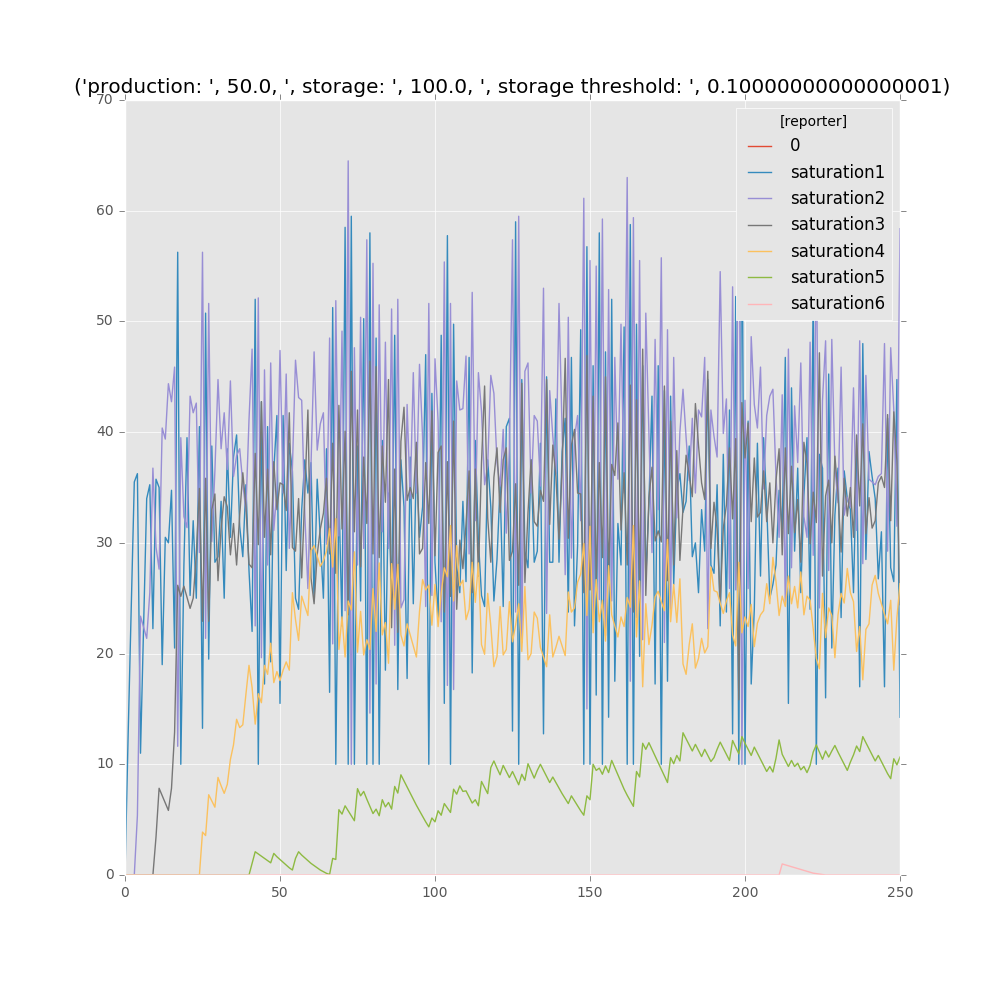 ('production: ', 50.0, ', storage: ', 100.0, ', storage threshold: ', 0.10000000000000001)
70
60
50
40
30
20
10
0
[reporter]
0
saturation1
saturation2
saturation3
saturation4
saturation5
saturation6
0
50
100
150
200
250